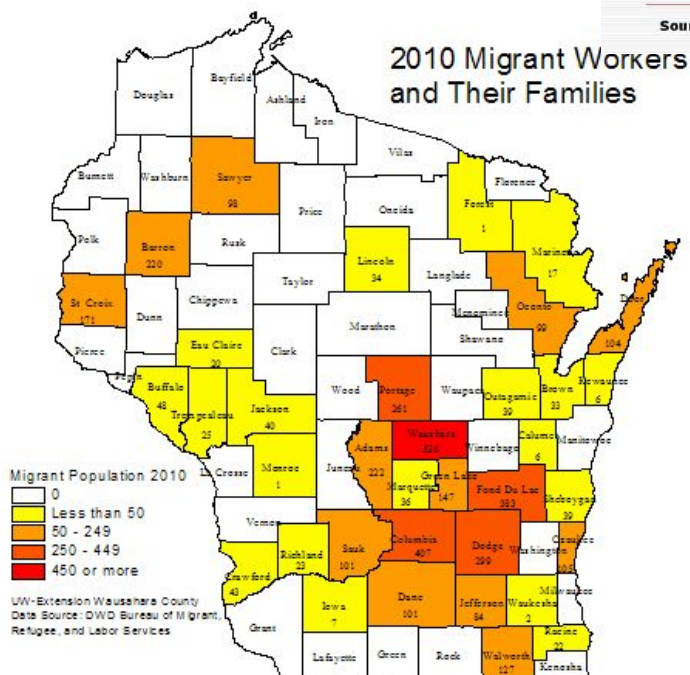 Sour
2010 Migrant Workers
and Their Families
Douglas
Bayfield
Ashland
Iron
Vilas
Burnett
Washburn
Sawyer
98
Price
Oneida
Forest
1
Florence
Marinette
17
Polk
Barron
220
Rusk
Lincoln
34
Langlade
Taylor
Oconto
99
Door
104
St Croix
171
Dunn
Chippewa
Marathon
Menominee
Shawano
Pierce
Pepin
Eau Claire
20
Clark
Buffalo
48
Trempealeau
25
Jackson
40
Wood
Portage
261
Waupaca
Outagamie
39
Brown
33
Kewaunee
6
La Crosse
Monroe
1
Juneau
Adams
222
Waushara
Winnebago
Calumet
6
Manitowoc
Marquette
36
Green Lake
147
Fond Du Lac
383
Sheboygan
39
Vernon
Richland
23
Sauk
101
Columbia
407
Dodge
299
Washington
Ozaukee
105
Crawford
43
Iowa
7
Dane
101
Jefferson
84
Waukesha
2
Milwaukee
Grant
Lafayette
Green
Rock
Walworth
127
Racine
22
Kenosha
Migrant Population 2010
0
Less than 50
50 - 249
250 - 449
450 or more
UW-Extension Wausahara County
Data Source: DWD Bureau of Migrant,
Refugee, and Labor Services